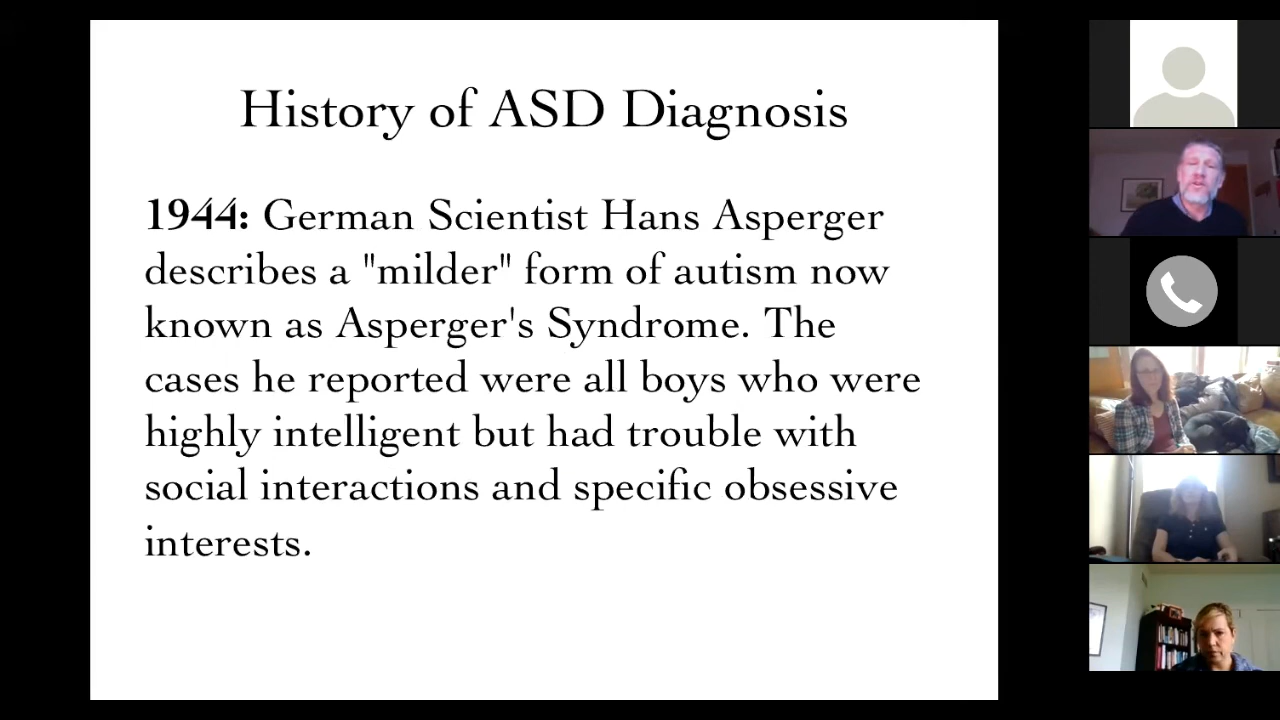 History of ASD Diagnosis
1944: German Scientist Hans Asperger
describes a "milder" form of autism now
known as Asperger's Syndrome. The
cases he reported were all boys who were
highly intelligent but had trouble with
social interactions and specific obsessive
interests.